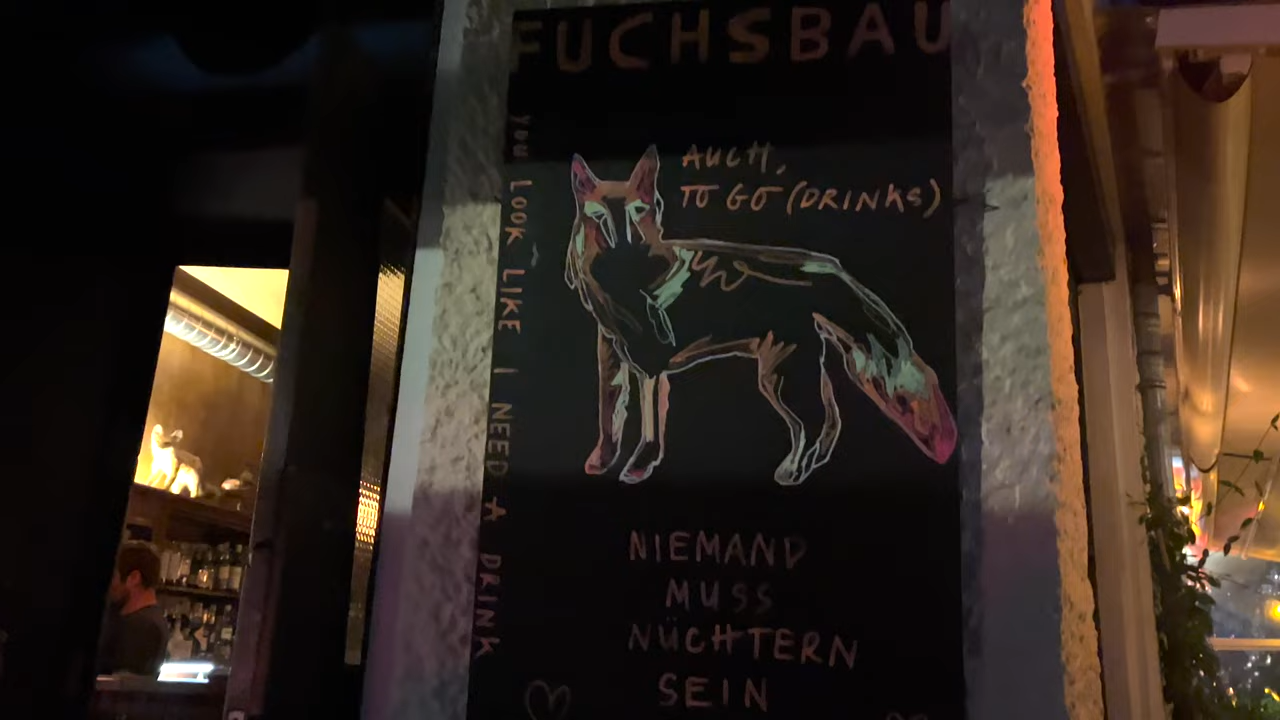 FUCHSBAU
AUCH,
TO GO (DRINKS)
YOU LOOK LIKE I NEED A DRINK
NIEMAND
MUSS
NÜCHTERN
SEIN